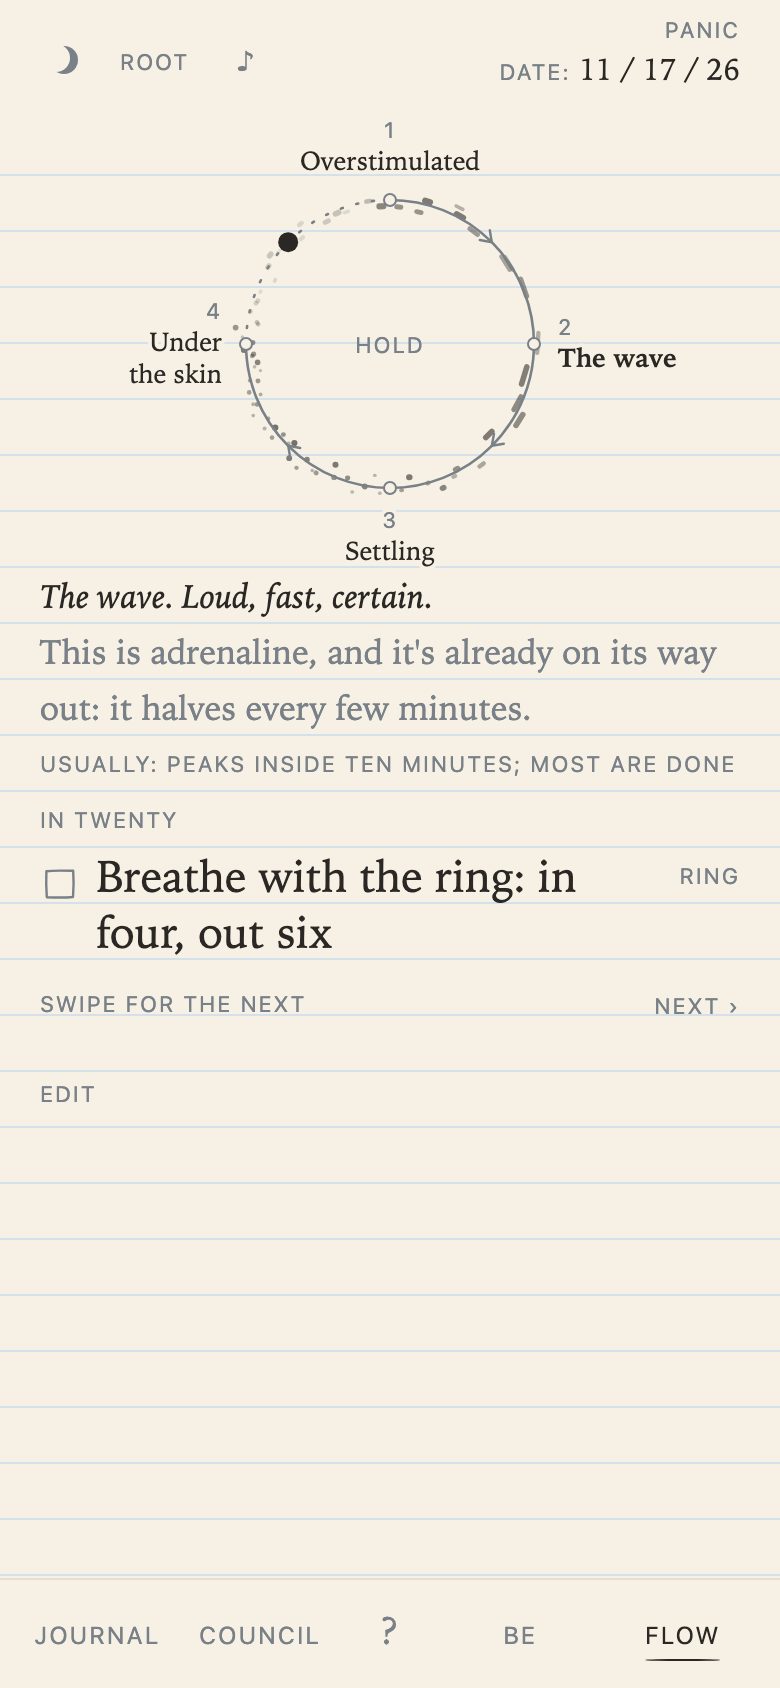 ROOT
♪
PANIC
DATE: 11 / 17 / 26
1
Overstimulated
4
Under
the skin
HOLD
2
The wave
3
Settling
The wave. Loud, fast, certain.
This is adrenaline, and it's already on its way
out: it halves every few minutes.
USUALLY: PEAKS INSIDE TEN MINUTES; MOST ARE DONE
IN TWENTY
Breathe with the ring: in
four, out six
RING
SWIPE FOR THE NEXT
NEXT ›
EDIT
JOURNAL
COUNCIL
?
BE
FLOW